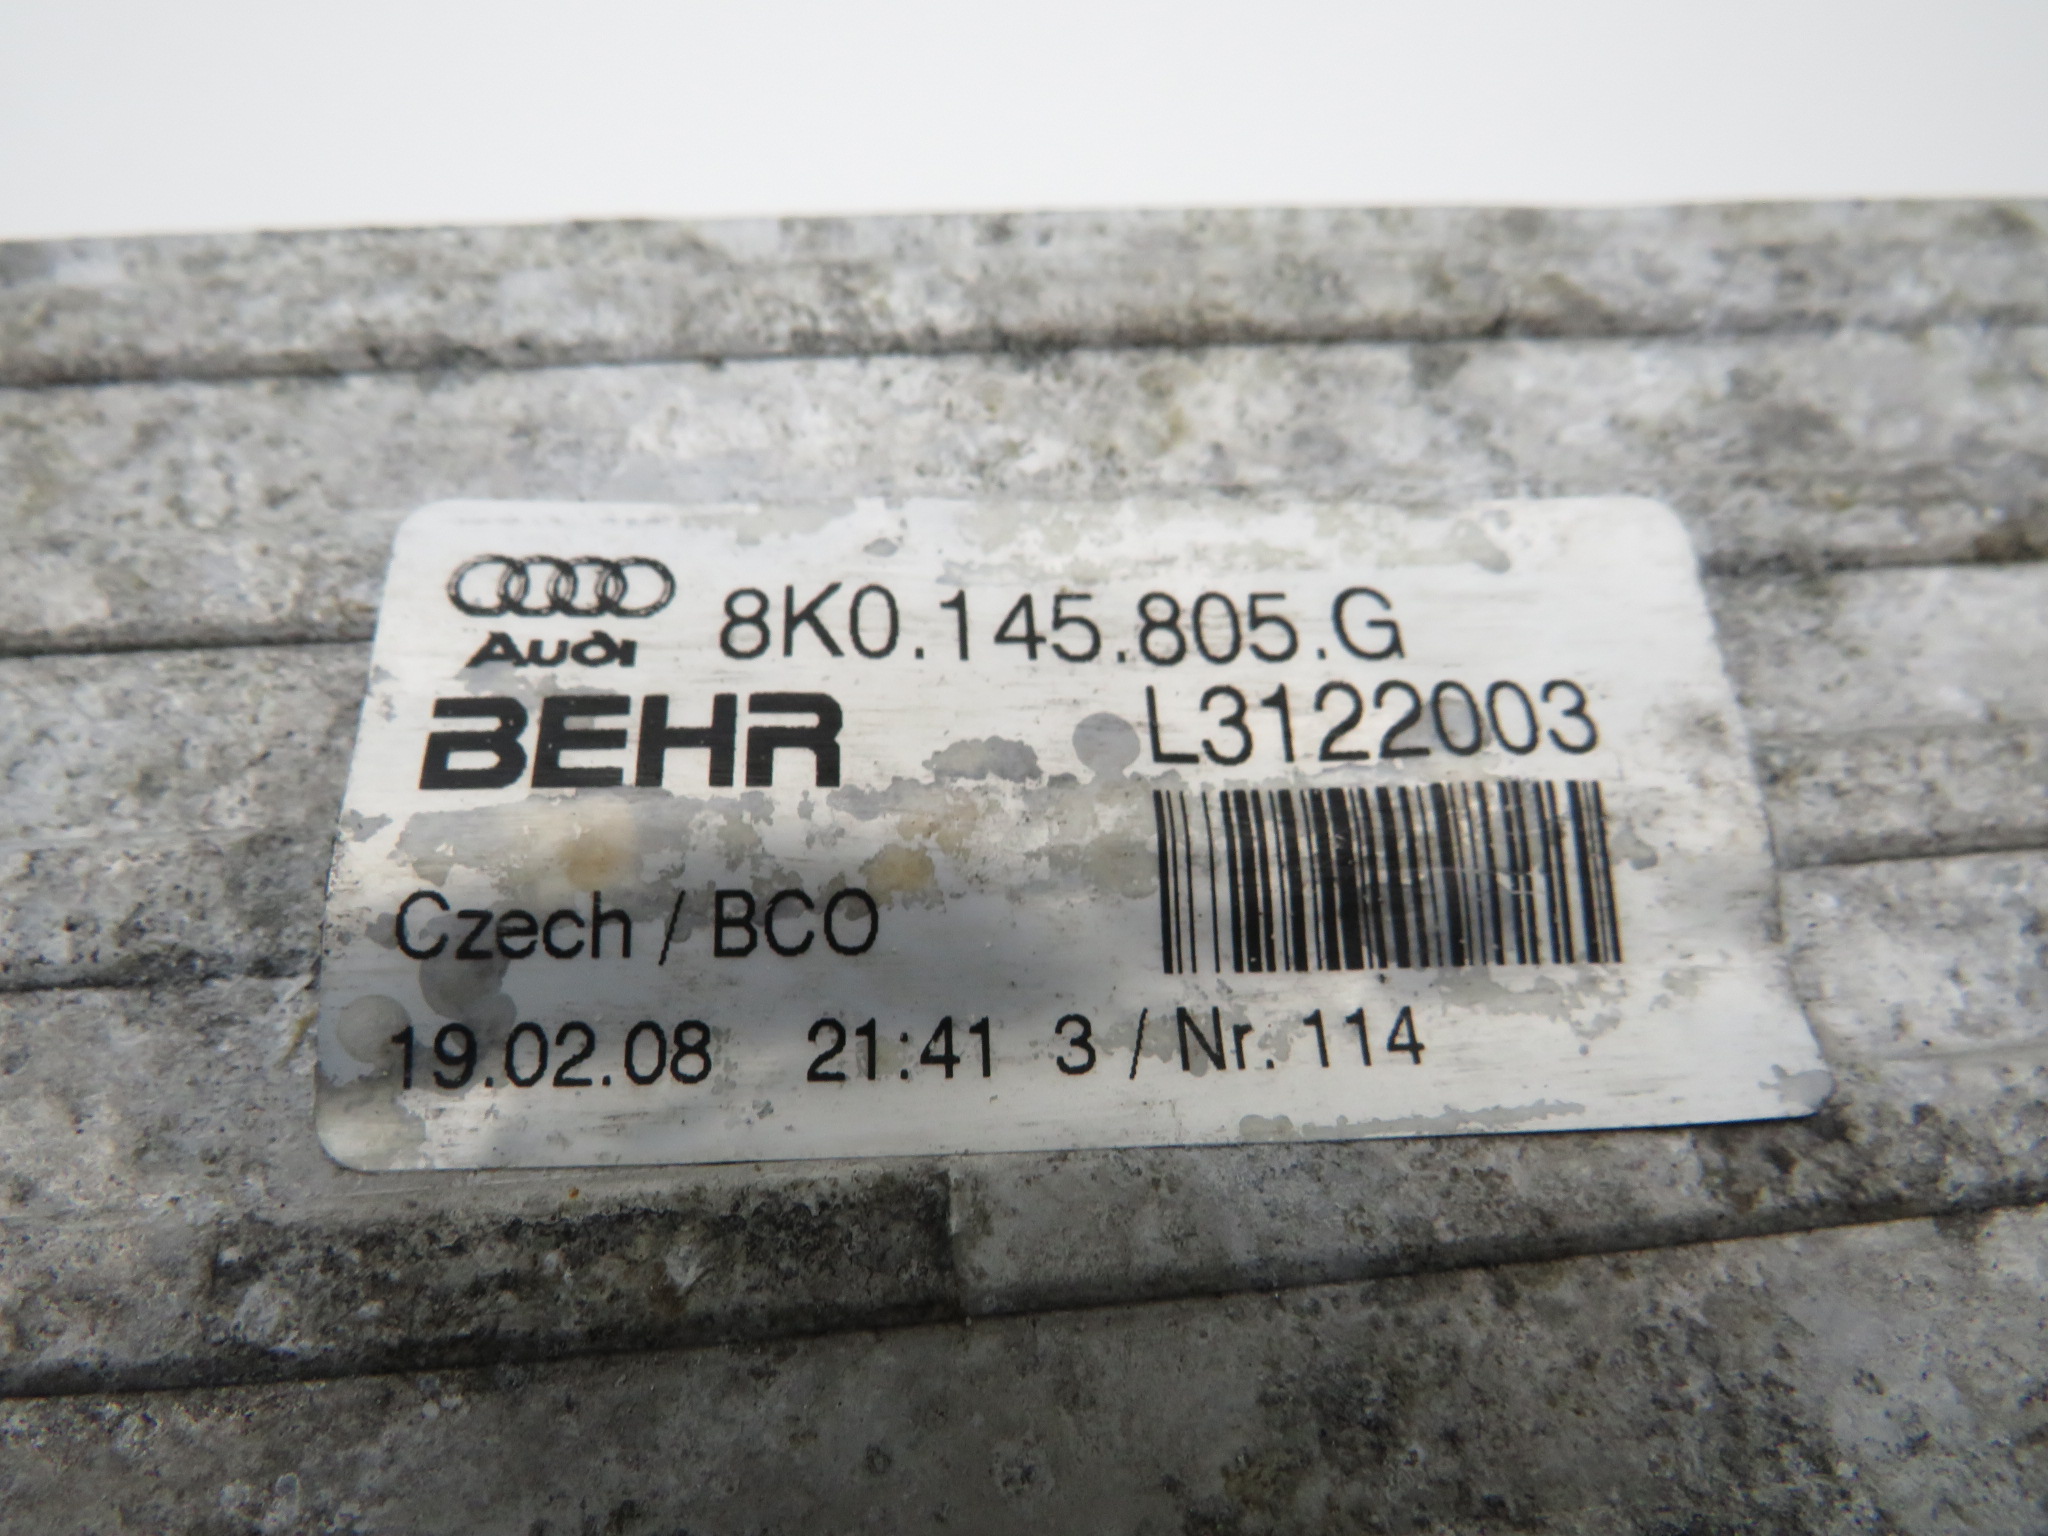 Audi 8K0.145.805.G
BEHR L3122003
Czech / BCO
19.02.08 21:41 3 / Nr. 114